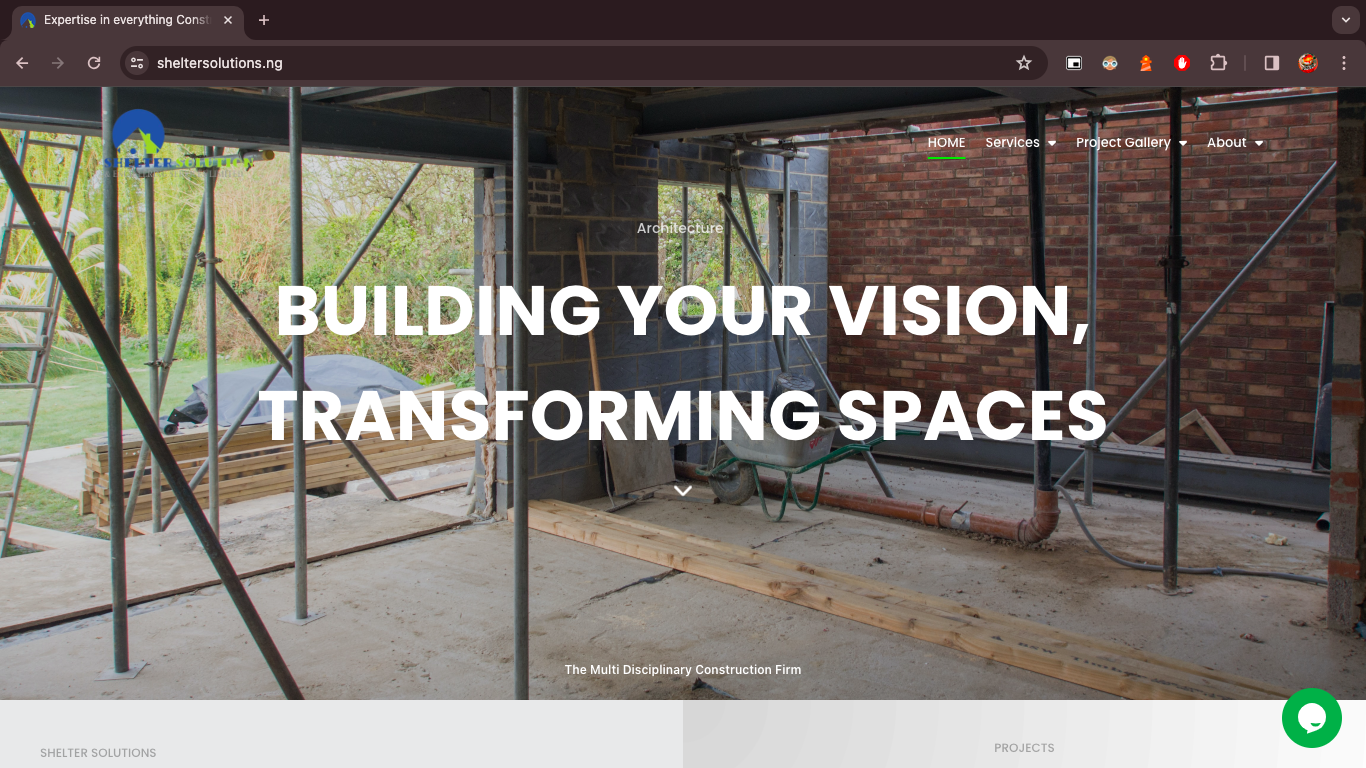 Expertise in everything Const
sheltersolutions.ng
SHELTER SOLUTION
HOME Services Project Gallery About
Architecture
BUILDING YOUR VISION,
TRANSFORMING SPACES
The Multi Disciplinary Construction Firm
SHELTER SOLUTIONS
PROJECTS